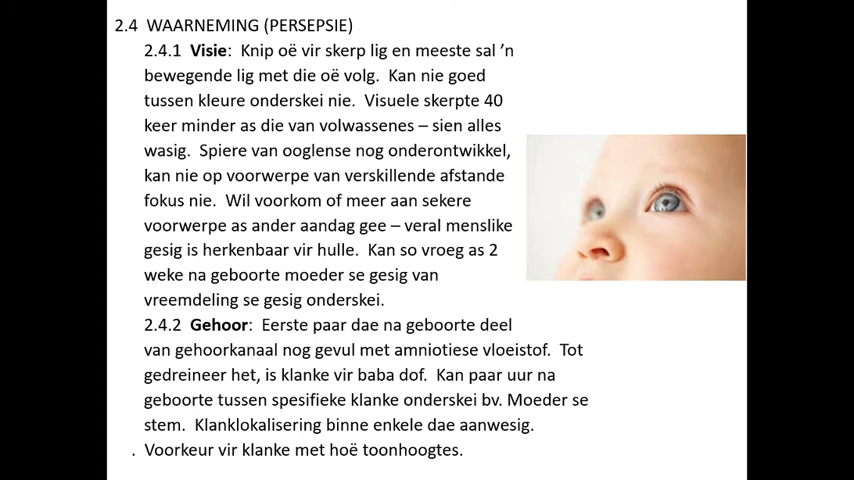 2.4 WAARNEMING (PERSEPSIE)
2.4.1 Visie: Knip oë vir skerp lig en meeste sal ’n
bewegende lig met die oë volg. Kan nie goed
tussen kleure onderskei nie. Visuele skerpte 40
keer minder as die van volwassenes – sien alles
wasig. Spiere van ooglense nog onderontwikkel,
kan nie op voorwerpe van verskillende afstande
fokus nie. Wil voorkom of meer aan sekere
voorwerpe as ander aandag gee – veral menslike
gesig is herkenbaar vir hulle. Kan so vroeg as 2
weke na geboorte moeder se gesig van
vreemdeling se gesig onderskei.
2.4.2 Gehoor: Eerste paar dae na geboorte deel
van gehoorkanaal nog gevul met amniotiese vloeistof. Tot
gedreineer het, is klanke vir baba dof. Kan paar uur na
geboorte tussen spesifieke klanke onderskei bv. Moeder se
stem. Klanklokalisering binne enkele dae aanwesig.
. Voorkeur vir klanke met hoë toonhoogtes.